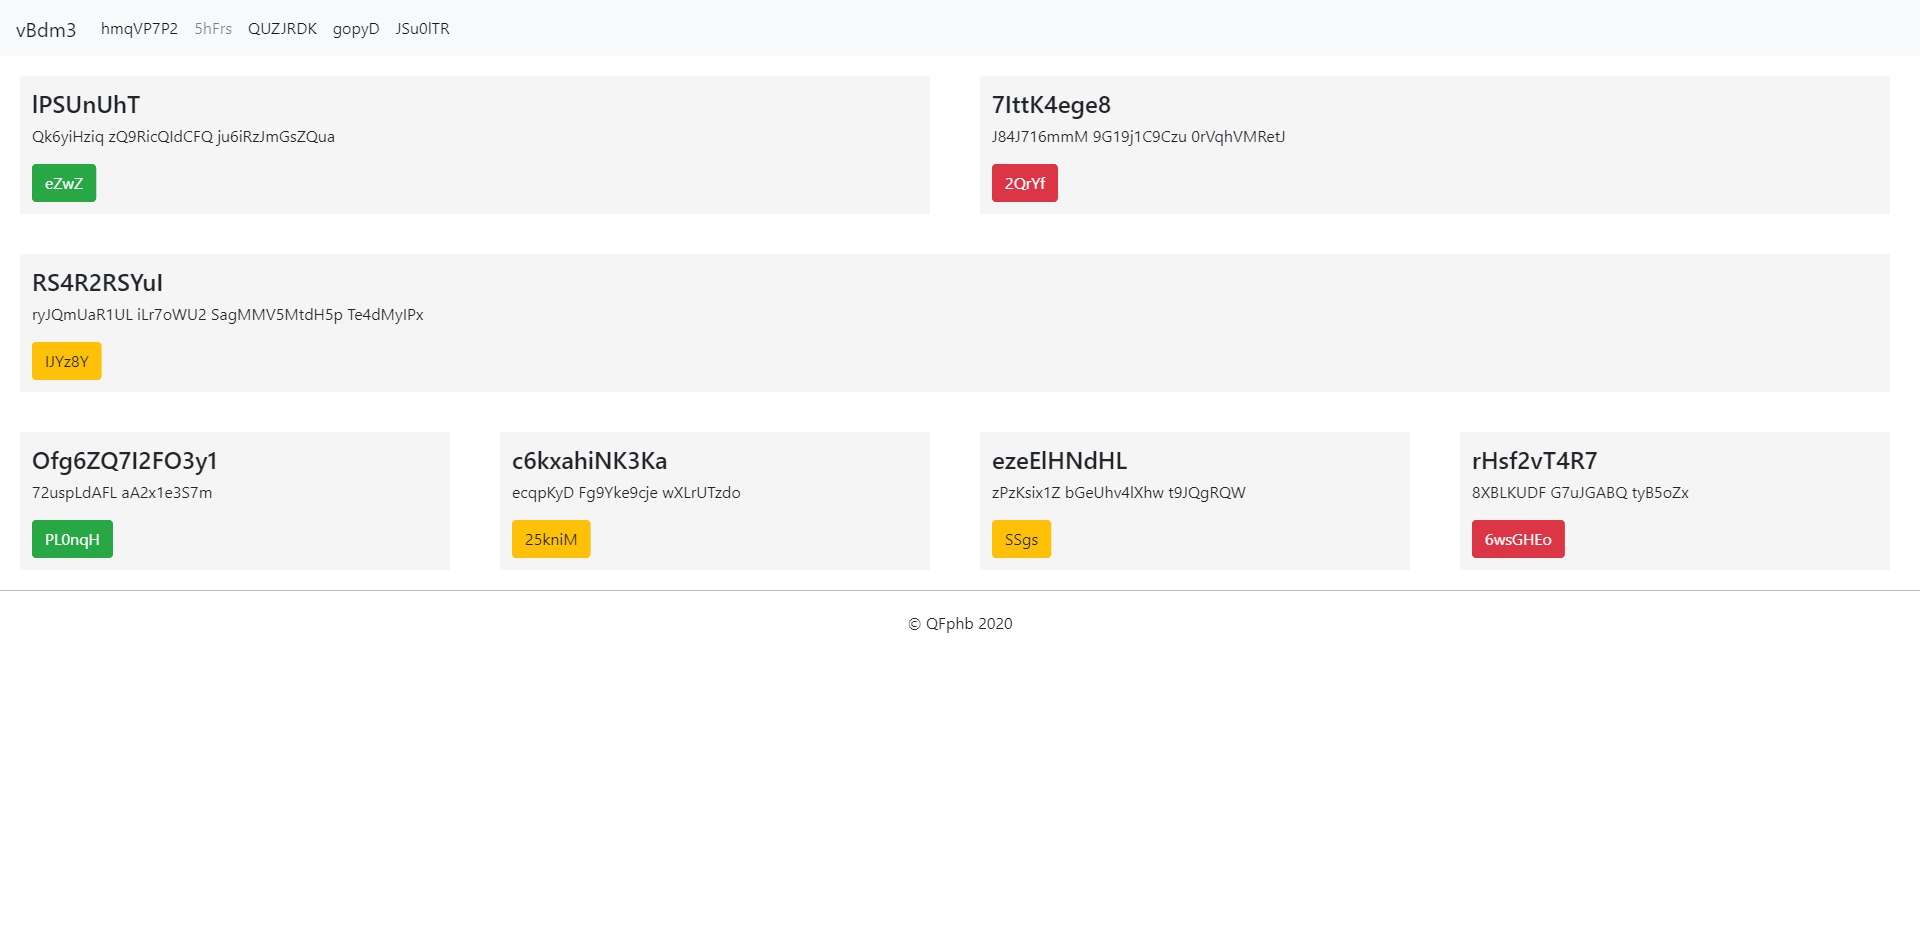 vBdm3 hmqVP7P2 5hFrs QUZJRDK gopyD JSu0lTR
lPSUnUhT
Qk6yiHziq zQ9RicQIdCFQ ju6iRzJmGsZQua
eZwZ
7IttK4ege8
J84J716mmM 9G19j1C9Czu 0rVqhVMRetJ
2QrYf
RS4R2RSYuI
ryJQmUaR1UL iLr7oWU2 SagMMV5MtdH5p Te4dMyIPx
IJYz8Y
Ofg6ZQ7I2FO3y1
72uspLdAFL aA2x1e3S7m
PL0nqH
c6kxahiNK3Ka
ecqpKyD Fg9Yke9cje wXLrUTzdo
25kniM
ezeElHNdHL
zPzKsix1Z bGeUhv4lXhw t9JQgRQW
SSgs
rHsf2vT4R7
8XBLKUDF G7uJGABQ tyB5oZx
6wsGHEo
© QFphb 2020